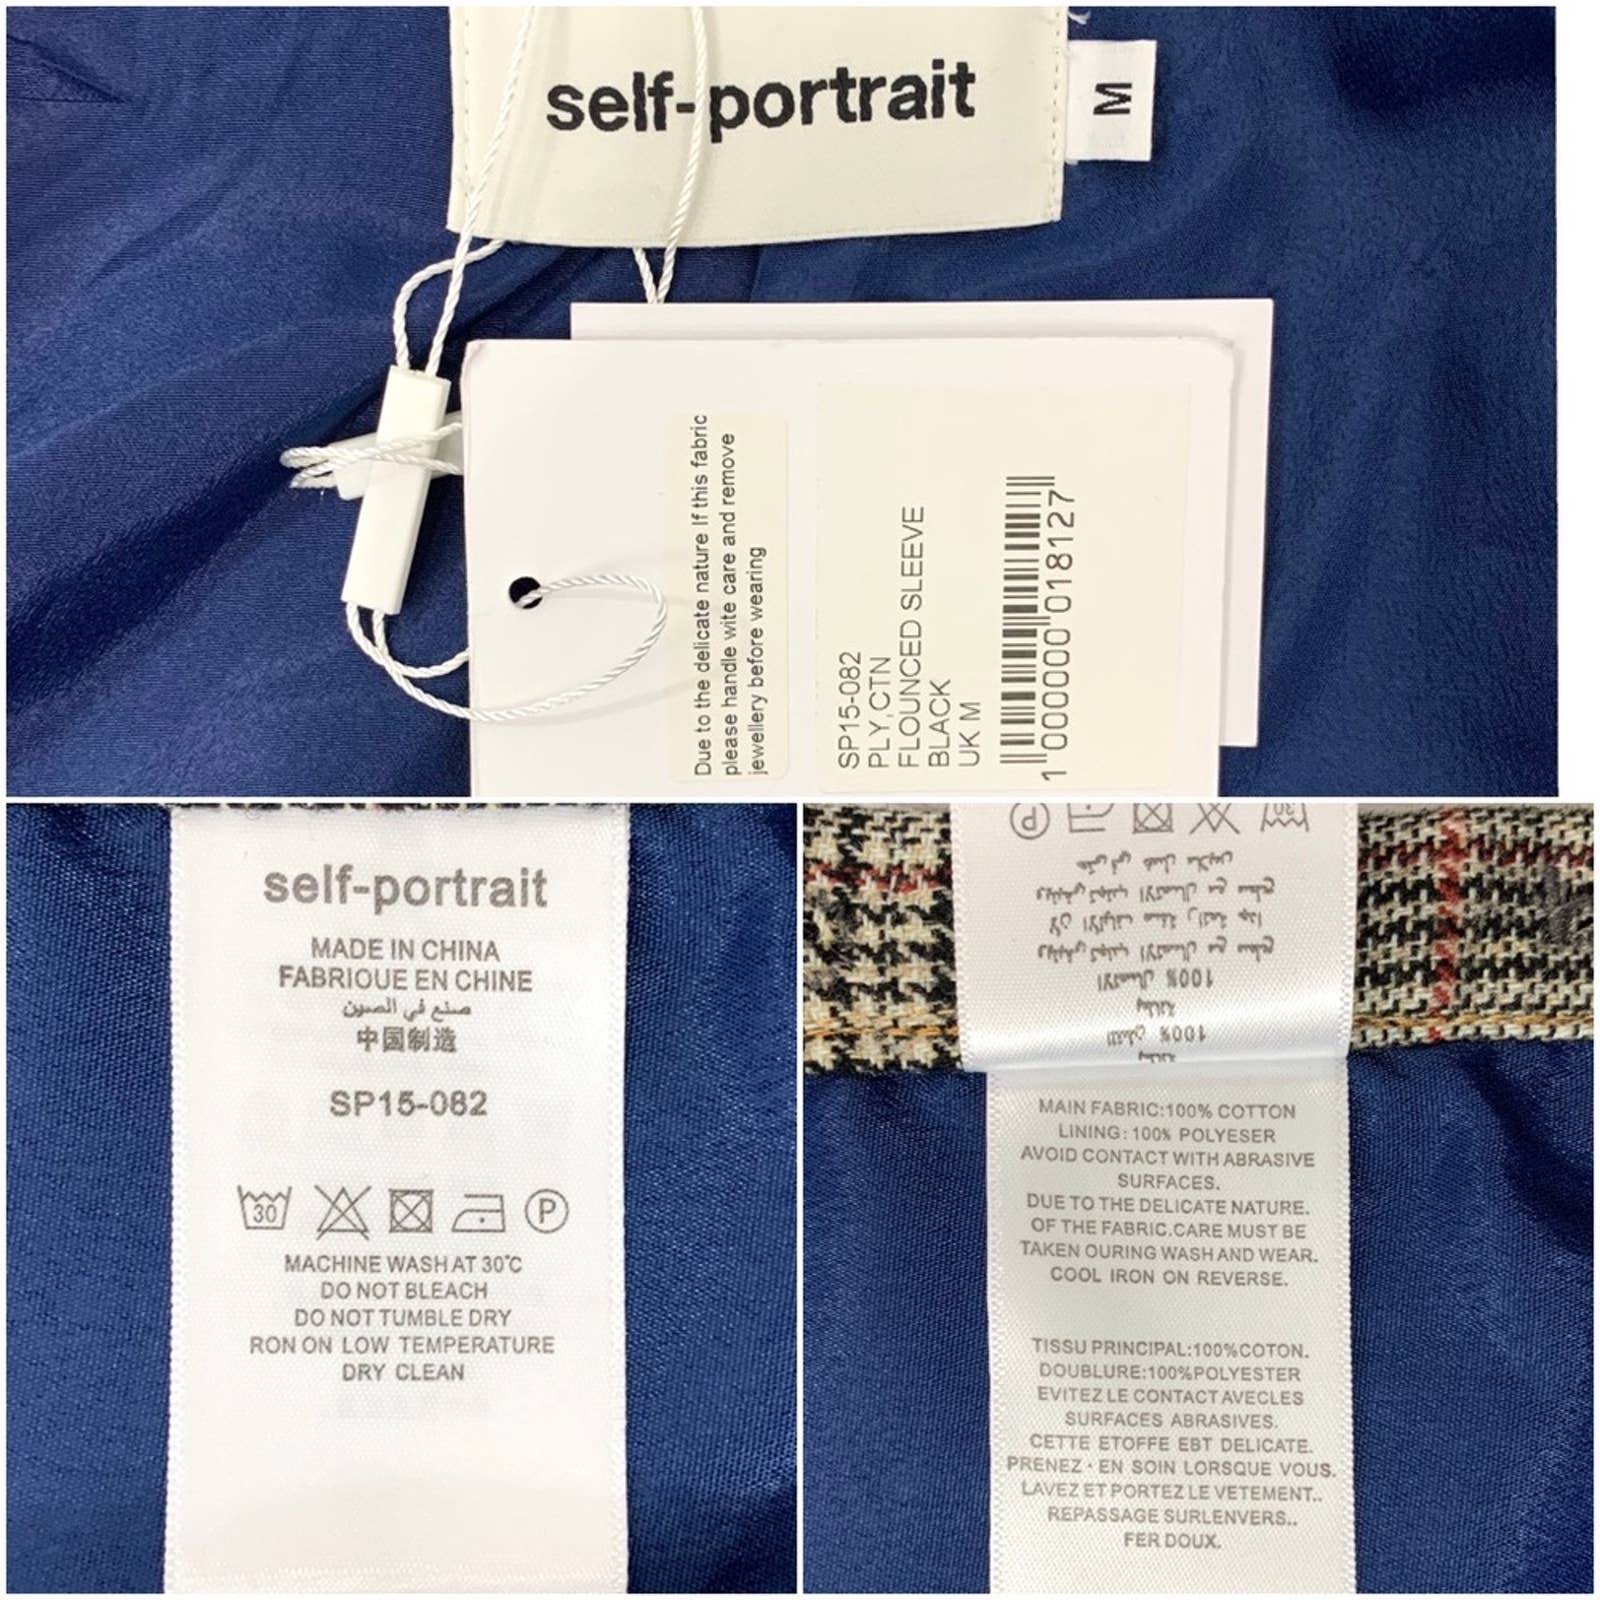 self-portrait
M
Due to the delicate nature If this fabric
please handle wite care and remove
jewellery before wearing
SP15-082
PLY,CTN
FLOUNCED SLEEVE
BLACK
UK M
1000000018127
self-portrait
MADE IN CHINA
FABRIOUE EN CHINE
صنع في الصين
中国制造
SP15-082
30
P
MACHINE WASH AT 30°C
DO NOT BLEACH
DO NOT TUMBLE DRY
RON ON LOW TEMPERATURE
DRY CLEAN
P
30
100%
100%
MAIN FABRIC:100% COTTON
LINING: 100% POLYESER
AVOID CONTACT WITH ABRASIVE
SURFACES.
DUE TO THE DELICATE NATURE.
OF THE FABRIC.CARE MUST BE
TAKEN OURING WASH AND WEAR.
COOL IRON ON REVERSE.
TISSU PRINCIPAL:100%COTON.
DOUBLURE:100%POLYESTER
EVITEZ LE CONTACT AVECLES
SURFACES ABRASIVES.
CETTE ETOFFE EBT DELICATE.
PRENEZ · EN SOIN LORSQUE VOUS.
LAVEZ ET PORTEZ LE VETEMENT..
REPASSAGE SURLENVERS..
FER DOUX.